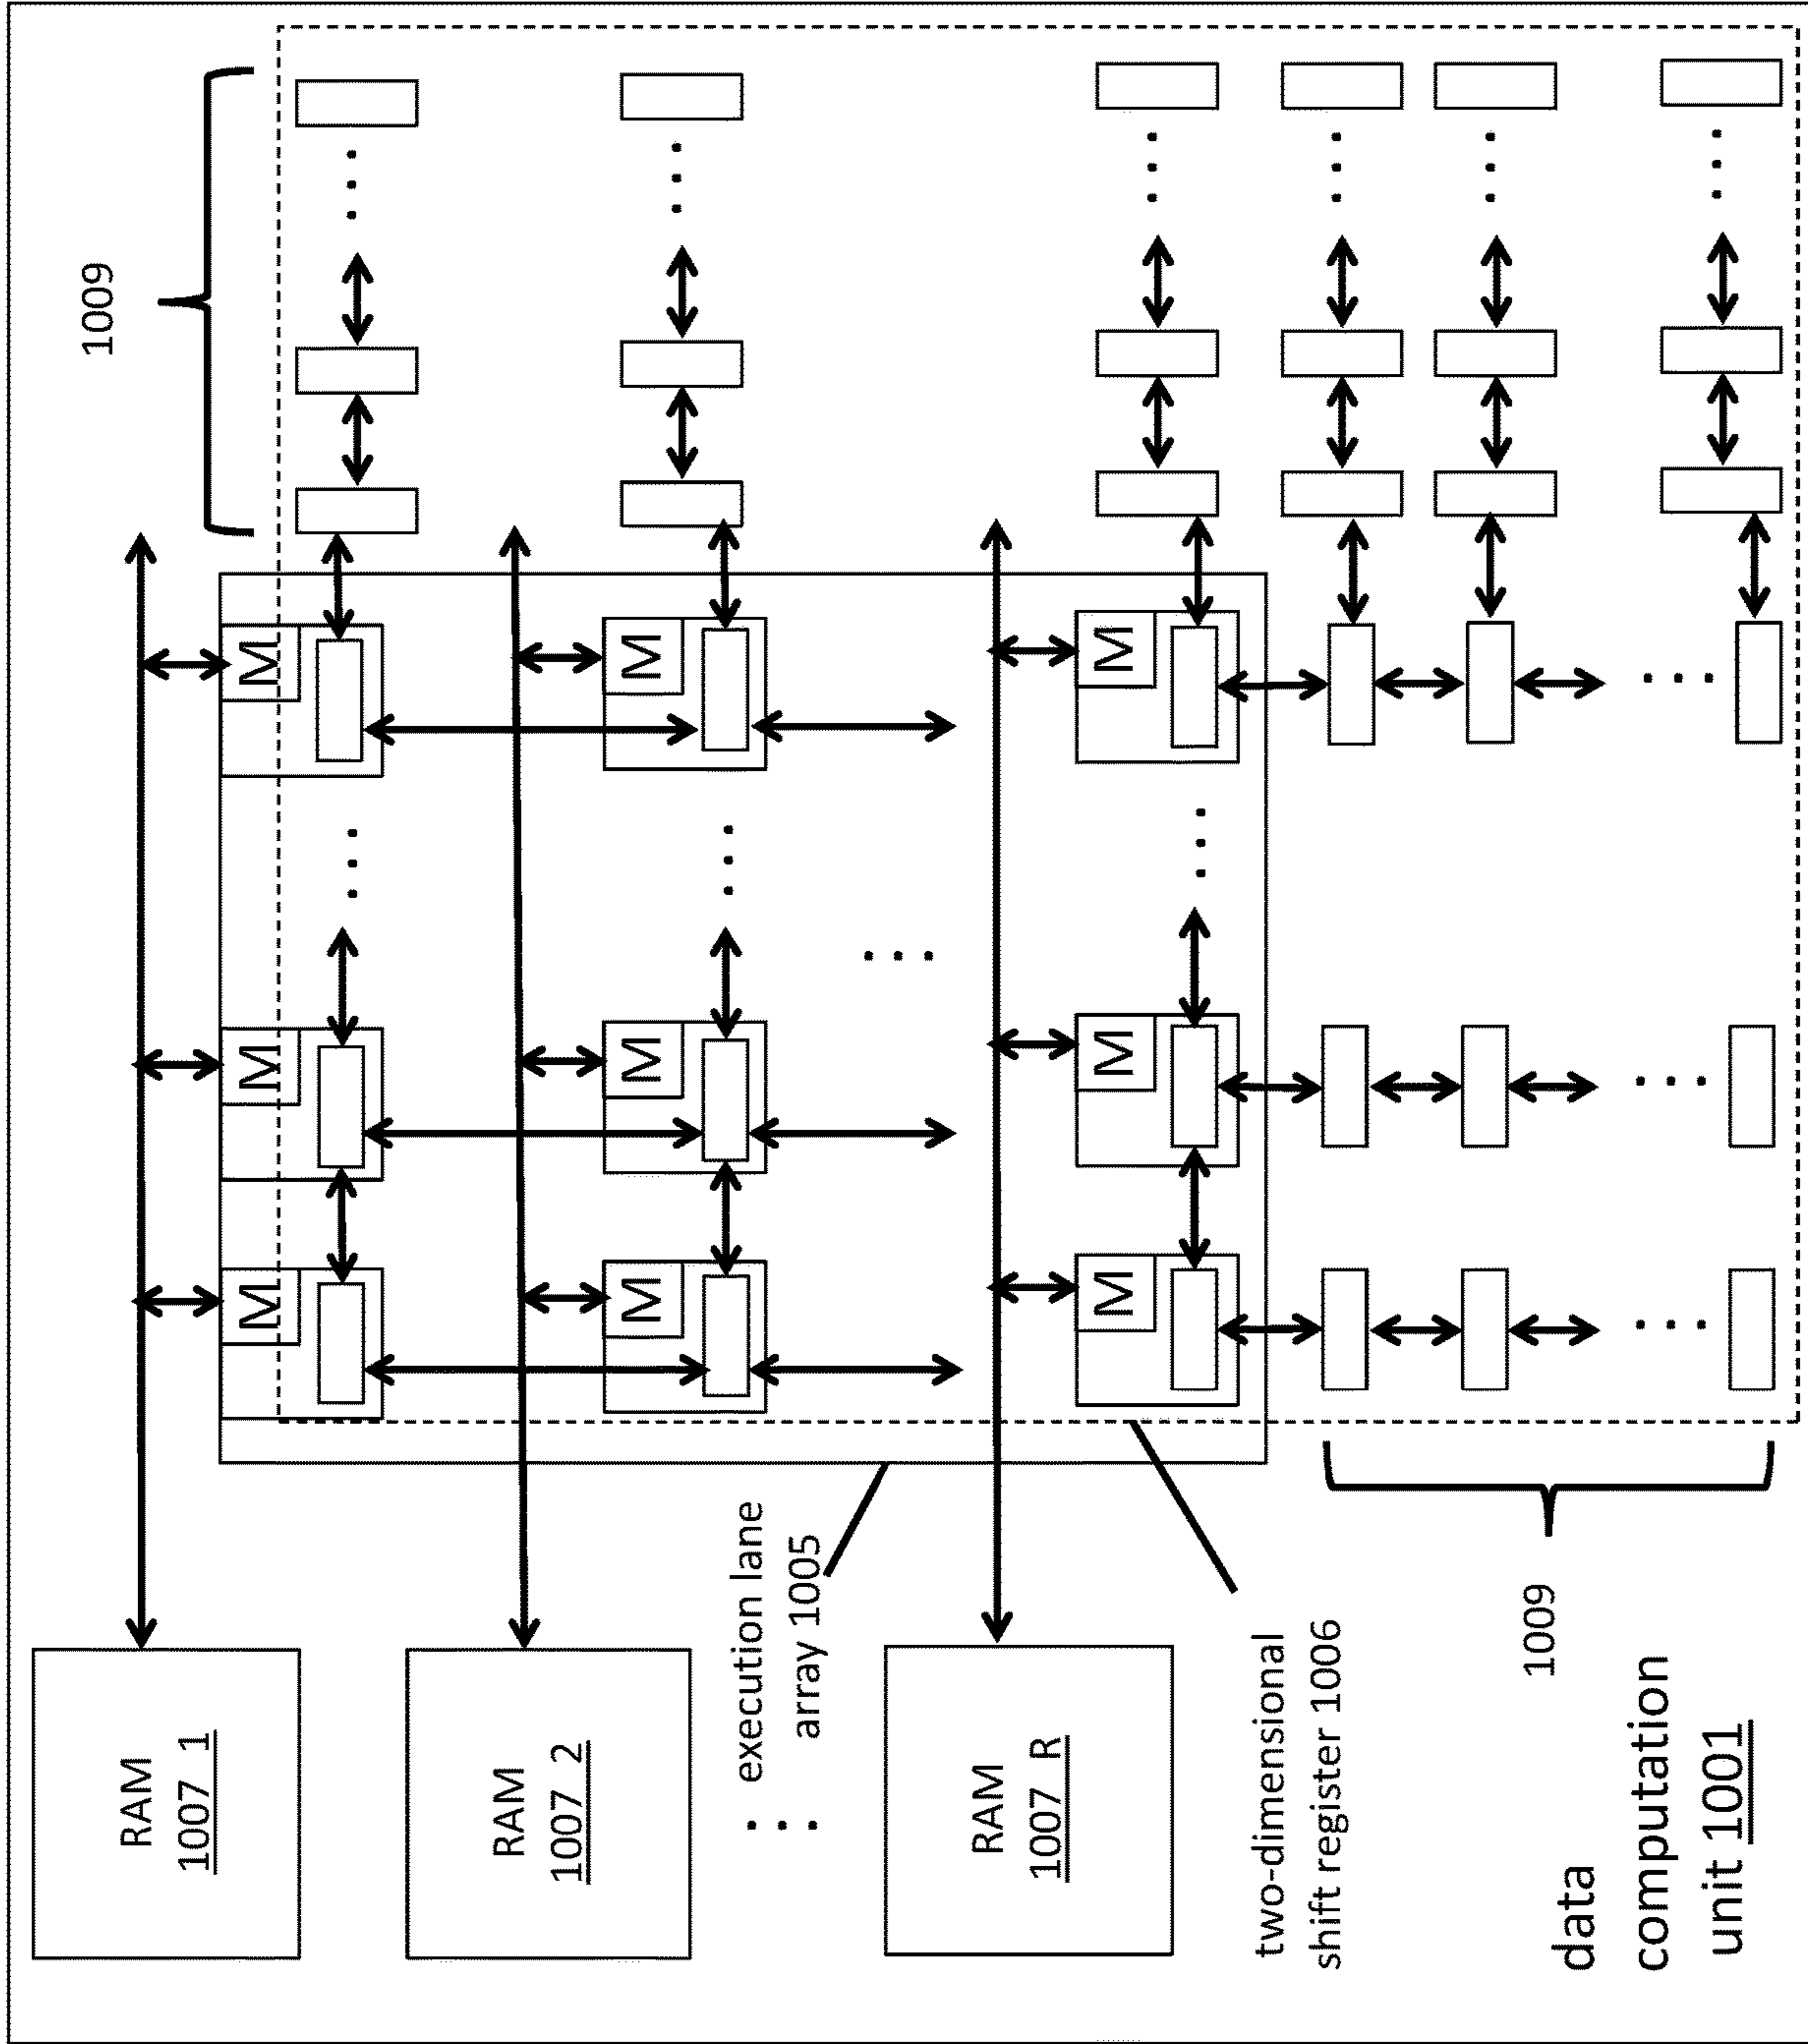 1009
RAM
1007_1
M
M
M
RAM
1007_2
M
M
M
execution lane
array 1005
RAM
1007_R
M
M
M
two-dimensional
shift register 1006
1009
data
computation
unit 1001